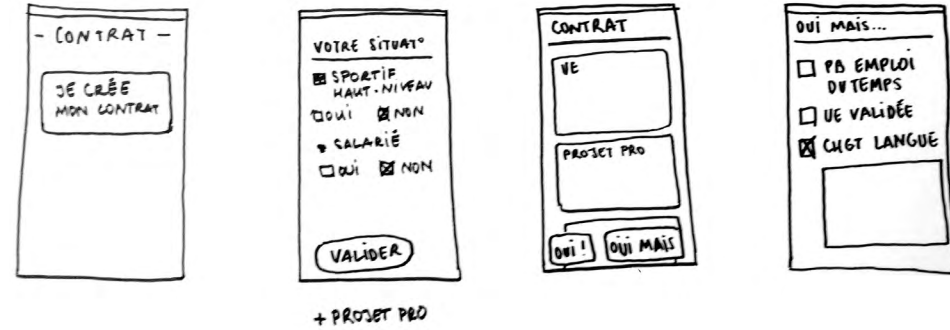 - CONTRAT -
JE CRÉE
MON CONTRAT
VOTRE SITUAT°
SPORTIF
HAUT-NIVEAU
OUI NON
SALARIÉ
OUI NON
VALIDER
+ PROJET PRO
CONTRAT
UE
PROJET PRO
OUI ! OUI MAIS
OUI MAIS...
PB EMPLOI
DU TEMPS
UE VALIDÉE
CHGT LANGUE